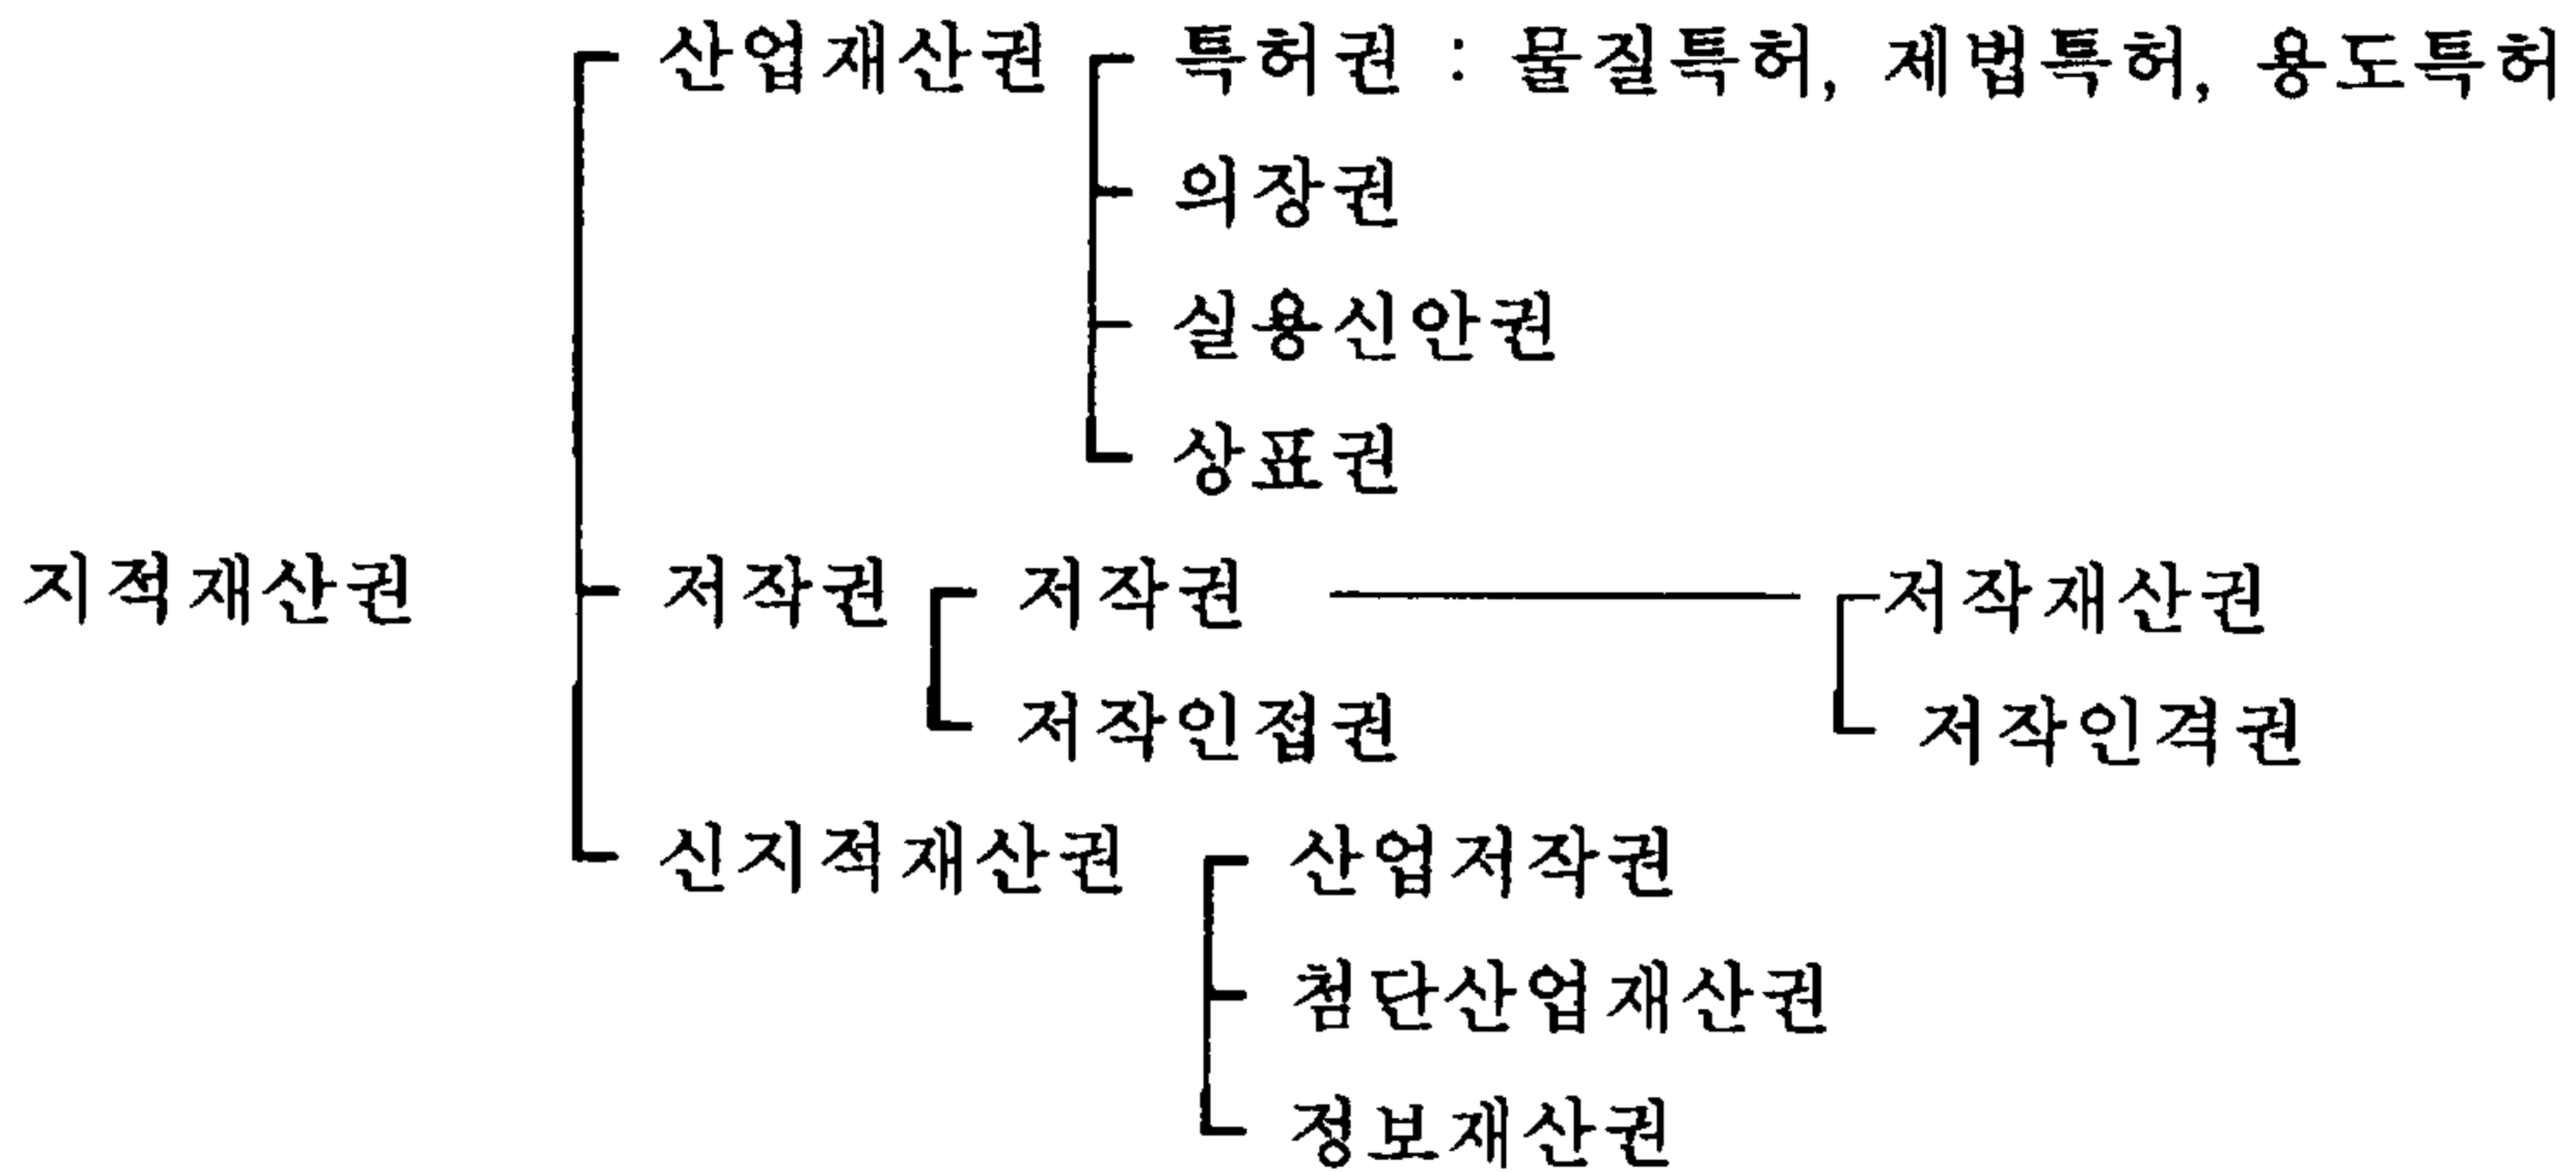 산업재산권 특허권 : 물질특허, 제법특허, 용도특허
의장권
실용신안권
상표권
지적재산권 저작권 저작권 저작재산권
저작인접권 저작인격권
신지적재산권 산업저작권
첨단산업재산권
정보재산권